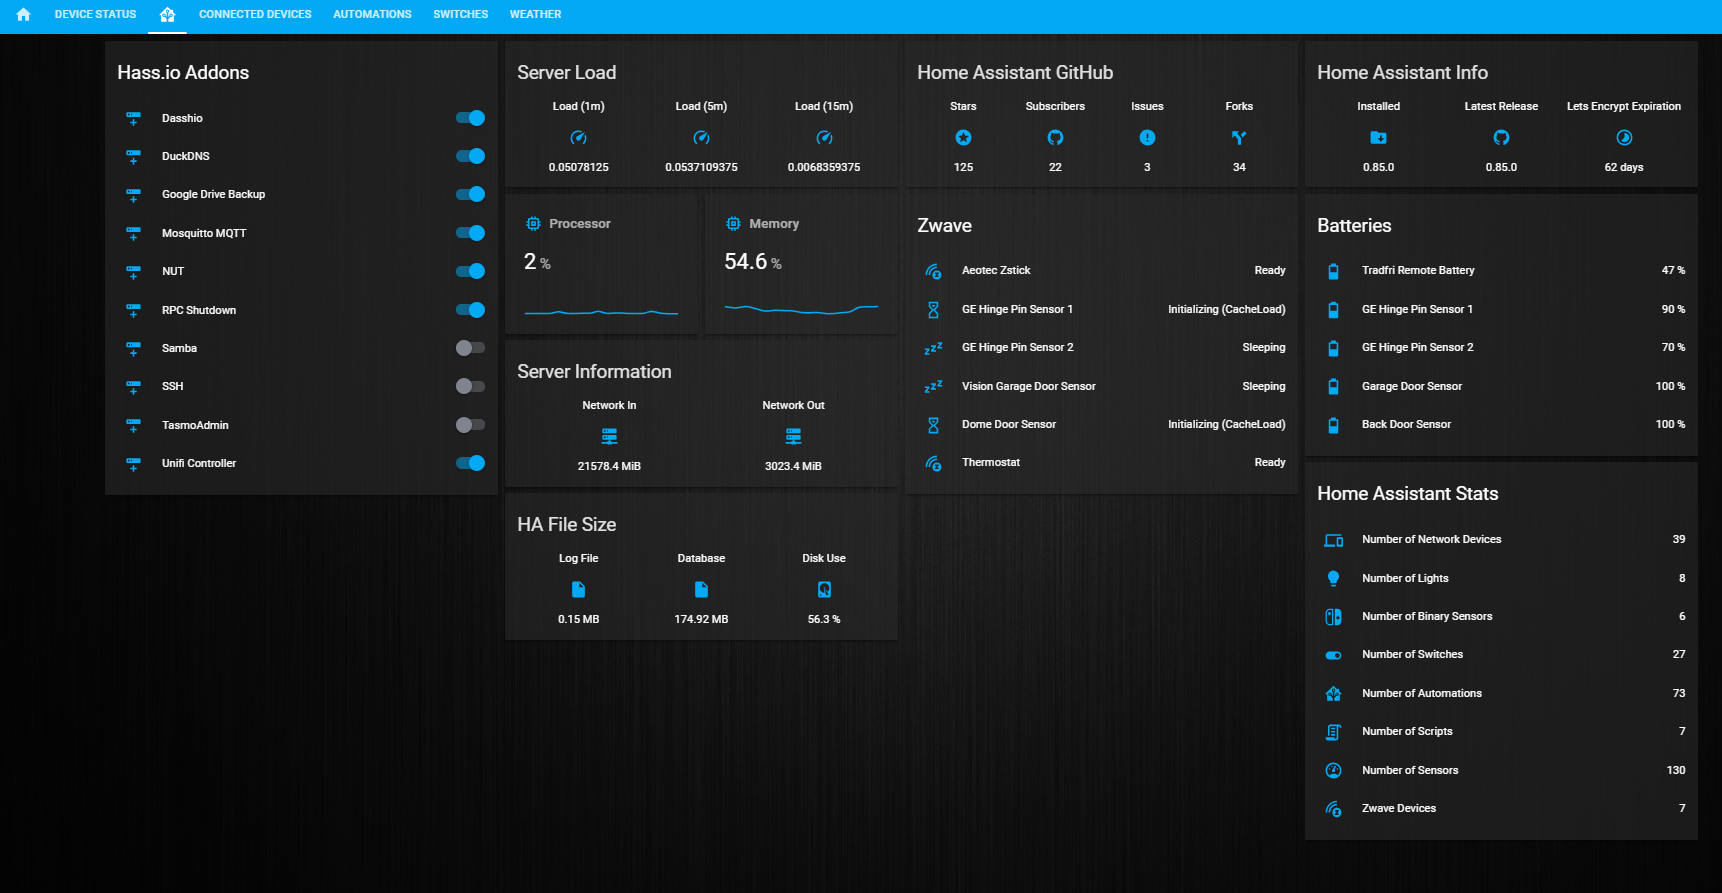 DEVICE STATUS CONNECTED DEVICES AUTOMATIONS SWITCHES WEATHER
Hass.io Addons
Dasshio
DuckDNS
Google Drive Backup
Mosquitto MQTT
NUT
RPC Shutdown
Samba
SSH
TasmoAdmin
Unifi Controller
Server Load
Load (1m) Load (5m) Load (15m)
0.05078125 0.0537109375 0.0068359375
Processor
2 %
Memory
54.6 %
Server Information
Network In Network Out
21578.4 MiB 3023.4 MiB
HA File Size
Log File Database Disk Use
0.15 MB 174.92 MB 56.3 %
Home Assistant GitHub
Stars Subscribers Issues Forks
125 22 3 34
Zwave
Aeotec Zstick Ready
GE Hinge Pin Sensor 1 Initializing (CacheLoad)
GE Hinge Pin Sensor 2 Sleeping
Vision Garage Door Sensor Sleeping
Dome Door Sensor Initializing (CacheLoad)
Thermostat Ready
Home Assistant Info
Installed Latest Release Lets Encrypt Expiration
0.85.0 0.85.0 62 days
Batteries
Tradfri Remote Battery 47 %
GE Hinge Pin Sensor 1 90 %
GE Hinge Pin Sensor 2 70 %
Garage Door Sensor 100 %
Back Door Sensor 100 %
Home Assistant Stats
Number of Network Devices 39
Number of Lights 8
Number of Binary Sensors 6
Number of Switches 27
Number of Automations 73
Number of Scripts 7
Number of Sensors 130
Zwave Devices 7